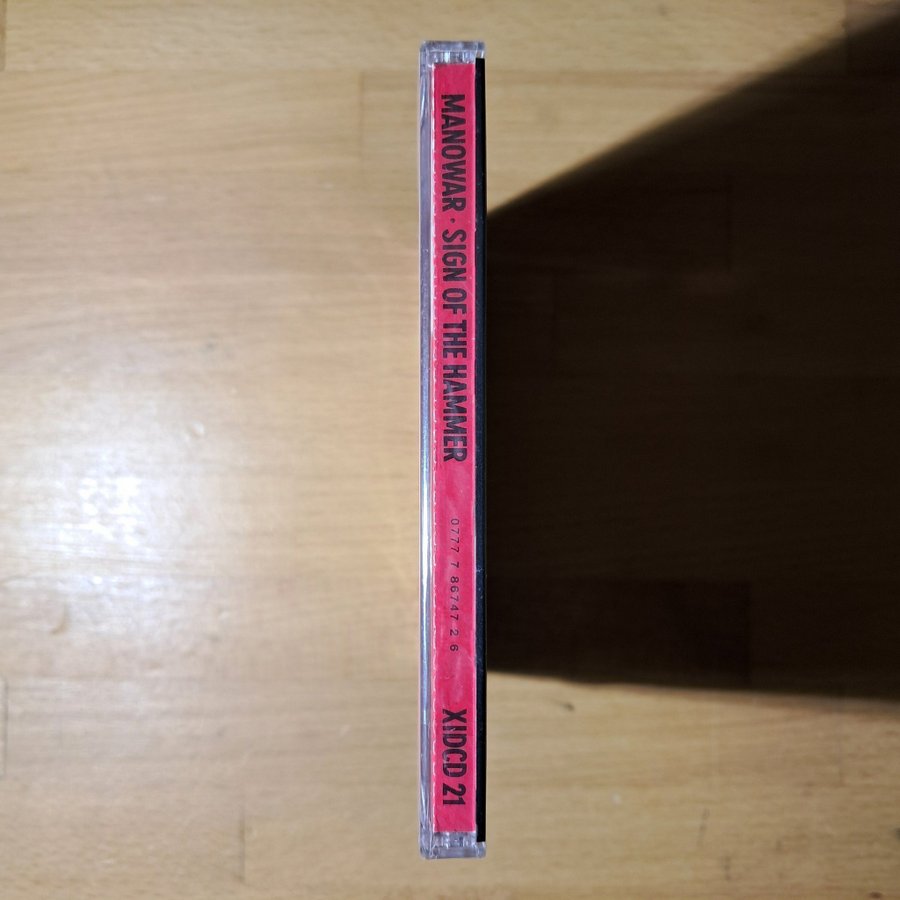 MANOWAR · SIGN OF THE HAMMER 0777 7 86747 2 6 XIDCD 21